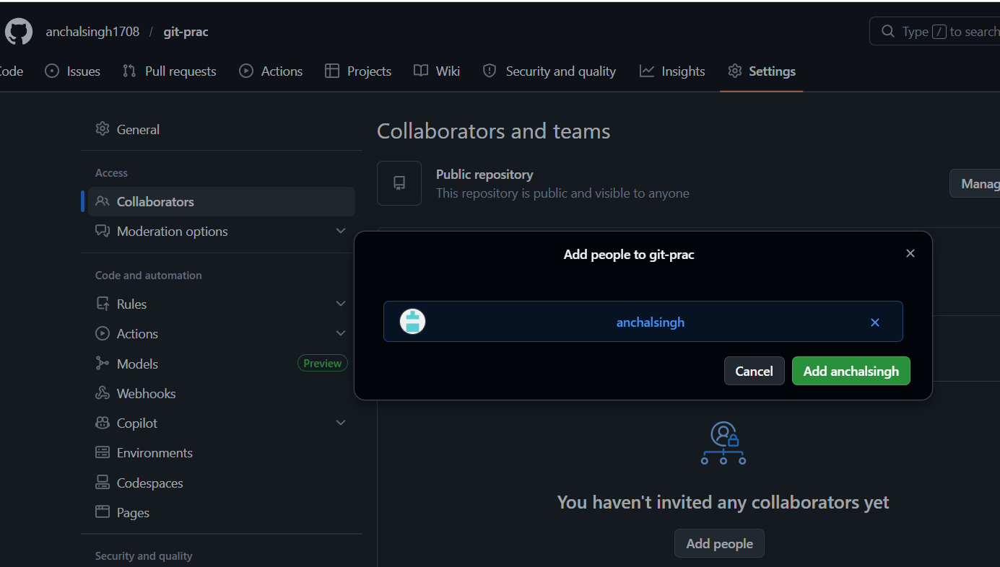 anchalsingh1708 / git-prac
Type / to search
Code Issues Pull requests Actions Projects Wiki Security and quality Insights Settings
General
Access
Collaborators
Moderation options
Code and automation
Rules
Actions
Models Preview
Webhooks
Copilot
Environments
Codespaces
Pages
Security and quality
Collaborators and teams
Public repository
This repository is public and visible to anyone
Manag
Add people to git-prac
anchalsingh
Cancel Add anchalsingh
You haven't invited any collaborators yet
Add people